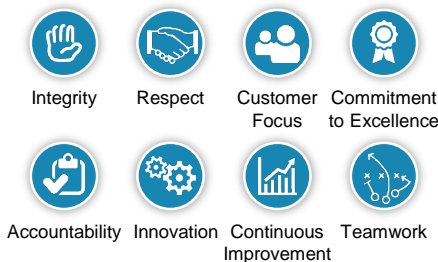 Integrity
Respect
Customer
Focus
Commitment
to Excellence
Accountability
Innovation
Continuous
Improvement
Teamwork